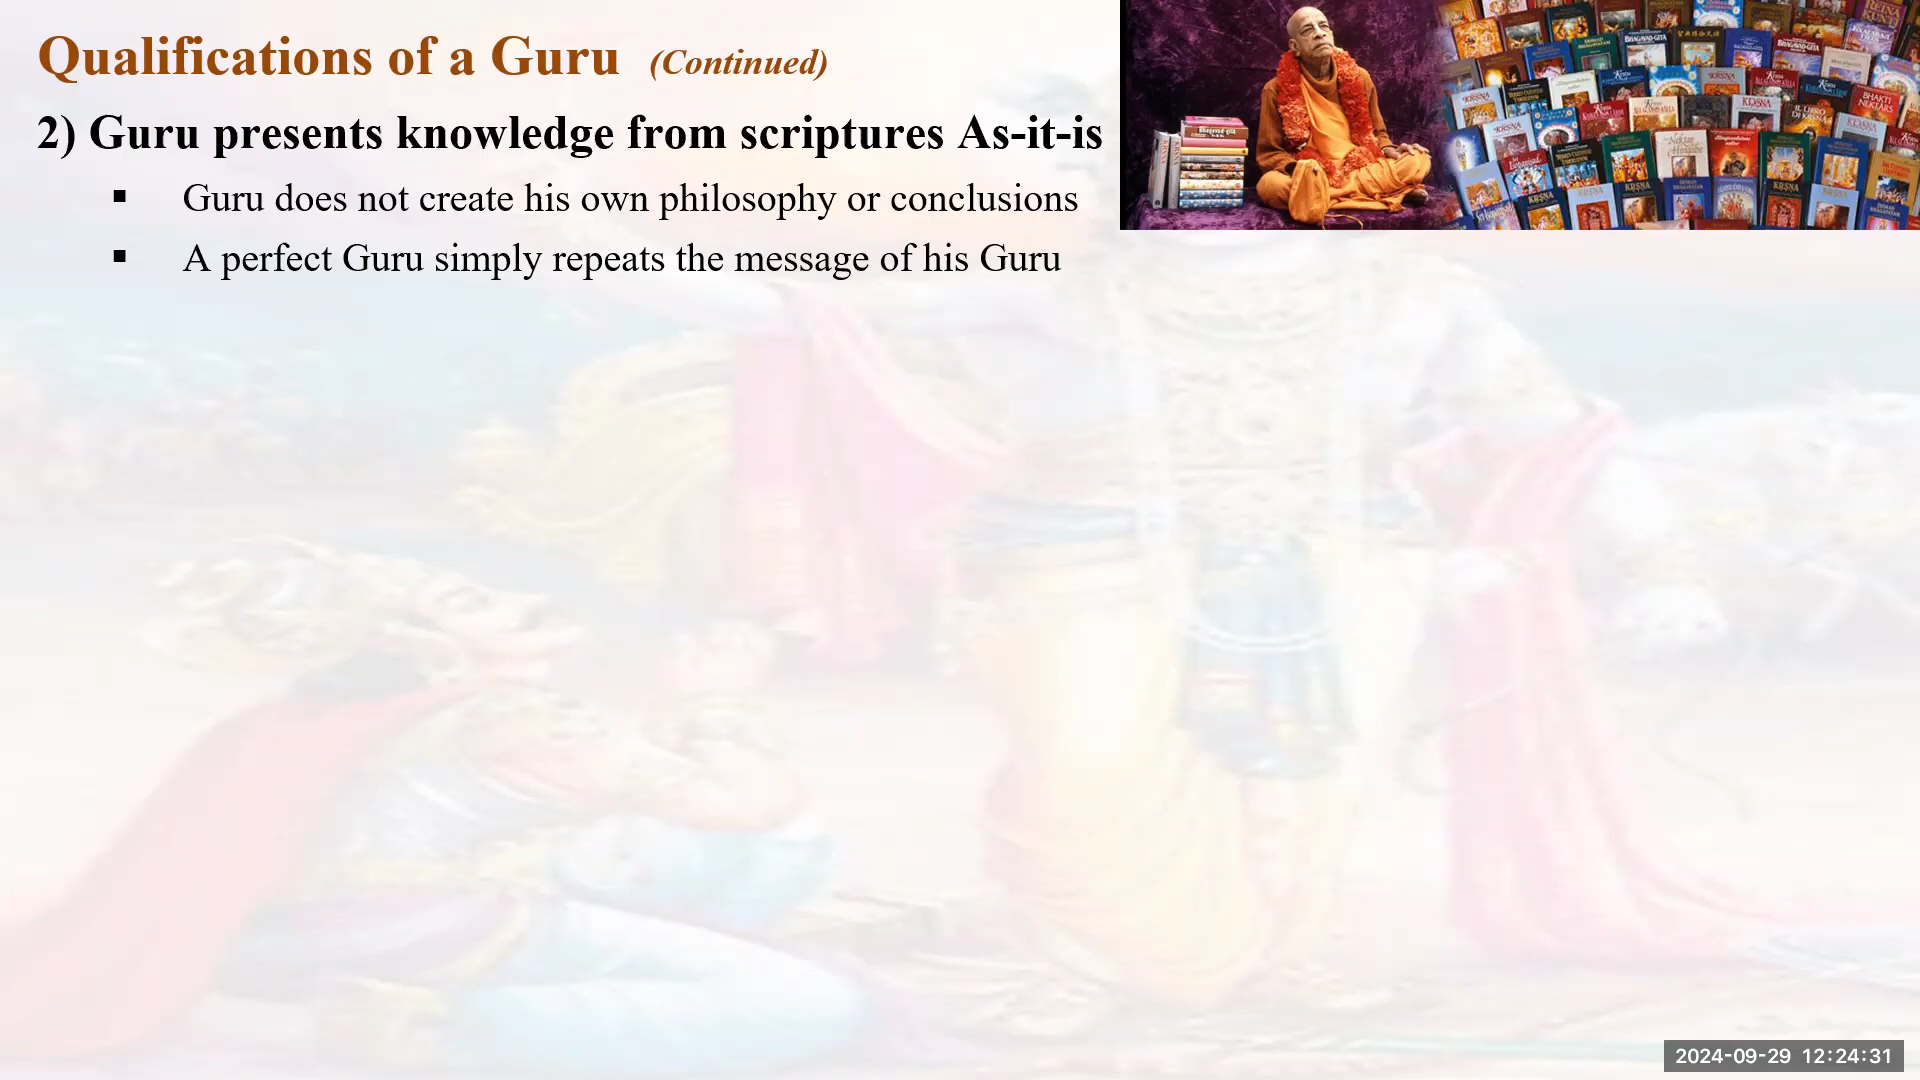 Qualifications of a Guru (Continued)
2) Guru presents knowledge from scriptures As-it-is
▪ Guru does not create his own philosophy or conclusions
▪ A perfect Guru simply repeats the message of his Guru
2024-09-29 12:24:31